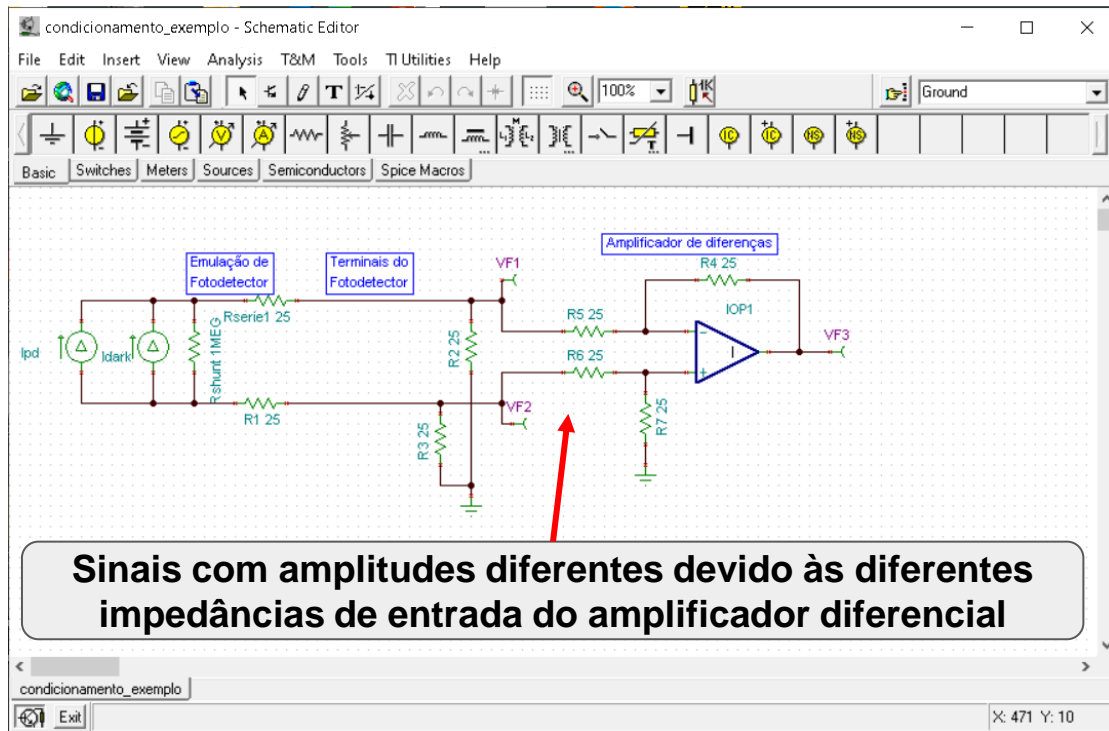 condicionamento_exemplo - Schematic Editor
File Edit Insert View Analysis T&M Tools TI Utilities Help
100%
1K
Ground
Basic Switches Meters Sources Semiconductors Spice Macros
Amplificador de diferenças
Emulação de
Fotodetector
Terminais do
Fotodetector
VF1
R4 25
Rserie1 25
R5 25
IOP1
Ipd
Idark
Rshunt 1MEG
R2 25
R6 25
VF3
R1 25
VF2
R3 25
R7 25
Sinais com amplitudes diferentes devido às diferentes
impedâncias de entrada do amplificador diferencial
condicionamento_exemplo
Exit
X: 471 Y: 10